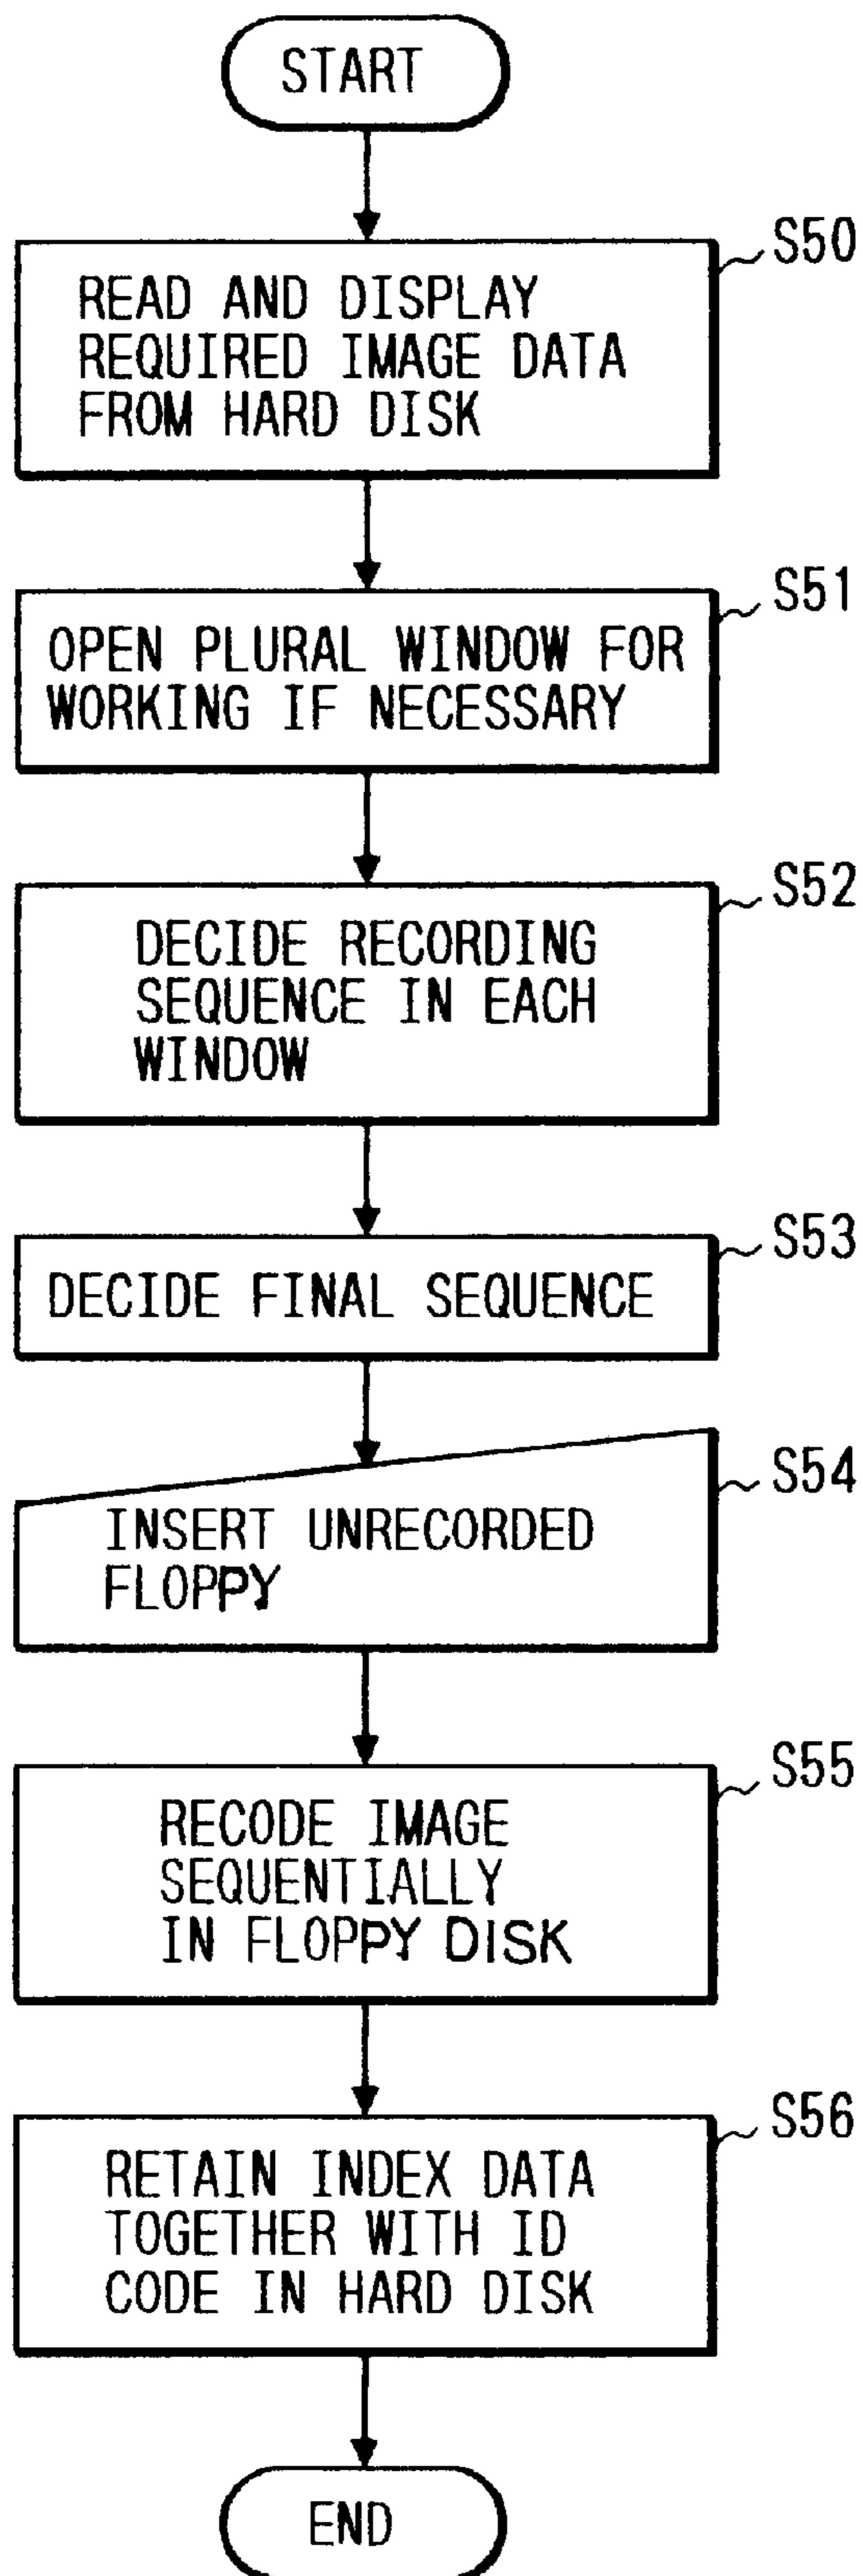 START
S50
READ AND DISPLAY
REQUIRED IMAGE DATA
FROM HARD DISK
S51
OPEN PLURAL WINDOW FOR
WORKING IF NECESSARY
S52
DECIDE RECORDING
SEQUENCE IN EACH
WINDOW
S53
DECIDE FINAL SEQUENCE
S54
INSERT UNRECORDED
FLOPPY
S55
RECODE IMAGE
SEQUENTIALLY
IN FLOPPY DISK
S56
RETAIN INDEX DATA
TOGETHER WITH ID
CODE IN HARD DISK
END